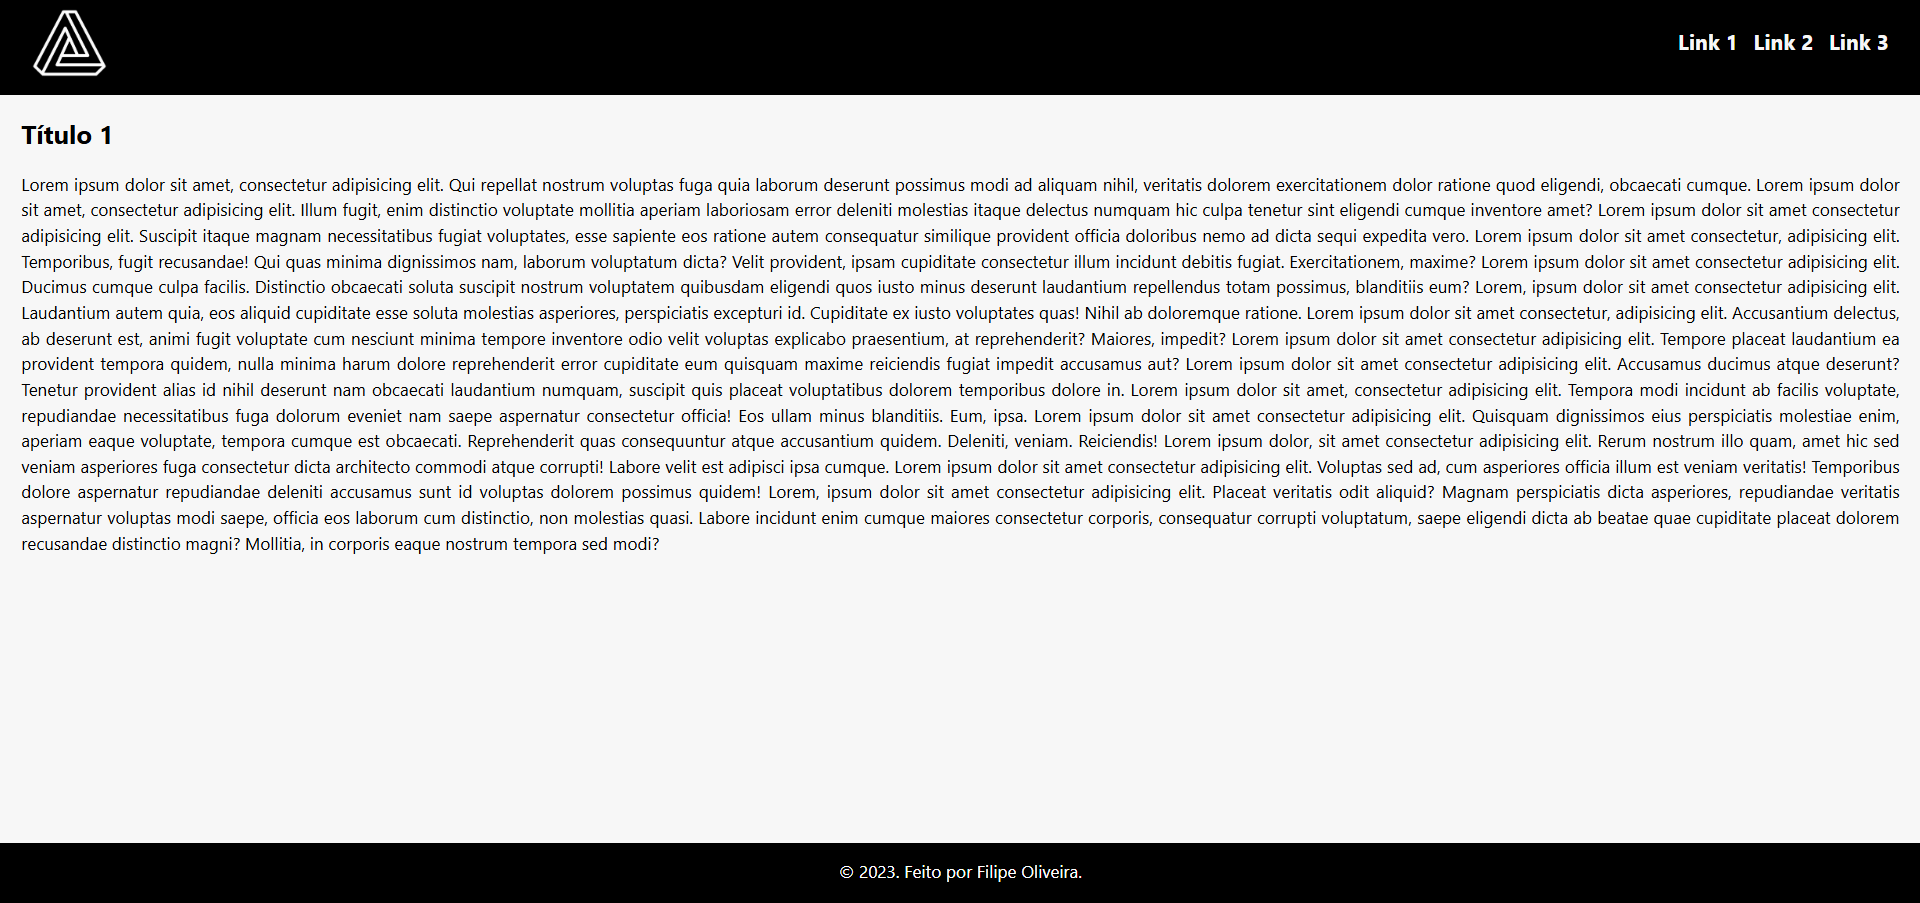 Link 1 Link 2 Link 3
Título 1
Lorem ipsum dolor sit amet, consectetur adipisicing elit. Qui repellat nostrum voluptas fuga quia laborum deserunt possimus modi ad aliquam nihil, veritatis dolorem exercitationem dolor ratione quod eligendi, obcaecati cumque. Lorem ipsum dolor
sit amet, consectetur adipisicing elit. Illum fugit, enim distinctio voluptate mollitia aperiam laboriosam error deleniti molestias itaque delectus numquam hic culpa tenetur sint eligendi cumque inventore amet? Lorem ipsum dolor sit amet consectetur
adipisicing elit. Suscipit itaque magnam necessitatibus fugiat voluptates, esse sapiente eos ratione autem consequatur similique provident officia doloribus nemo ad dicta sequi expedita vero. Lorem ipsum dolor sit amet consectetur, adipisicing elit.
Temporibus, fugit recusandae! Qui quas minima dignissimos nam, laborum voluptatum dicta? Velit provident, ipsam cupiditate consectetur illum incidunt debitis fugiat. Exercitationem, maxime? Lorem ipsum dolor sit amet consectetur adipisicing elit.
Ducimus cumque culpa facilis. Distinctio obcaecati soluta suscipit nostrum voluptatem quibusdam eligendi quos iusto minus deserunt laudantium repellendus totam possimus, blanditiis eum? Lorem, ipsum dolor sit amet consectetur adipisicing elit.
Laudantium autem quia, eos aliquid cupiditate esse soluta molestias asperiores, perspiciatis excepturi id. Cupiditate ex iusto voluptates quas! Nihil ab doloremque ratione. Lorem ipsum dolor sit amet consectetur, adipisicing elit. Accusantium delectus,
ab deserunt est, animi fugit voluptate cum nesciunt minima tempore inventore odio velit voluptas explicabo praesentium, at reprehenderit? Maiores, impedit? Lorem ipsum dolor sit amet consectetur adipisicing elit. Tempore placeat laudantium ea
provident tempora quidem, nulla minima harum dolore reprehenderit error cupiditate eum quisquam maxime reiciendis fugiat impedit accusamus aut? Lorem ipsum dolor sit amet consectetur adipisicing elit. Accusamus ducimus atque deserunt?
Tenetur provident alias id nihil deserunt nam obcaecati laudantium numquam, suscipit quis placeat voluptatibus dolorem temporibus dolore in. Lorem ipsum dolor sit amet, consectetur adipisicing elit. Tempora modi incidunt ab facilis voluptate,
repudiandae necessitatibus fuga dolorum eveniet nam saepe aspernatur consectetur officia! Eos ullam minus blanditiis. Eum, ipsa. Lorem ipsum dolor sit amet consectetur adipisicing elit. Quisquam dignissimos eius perspiciatis molestiae enim,
aperiam eaque voluptate, tempora cumque est obcaecati. Reprehenderit quas consequuntur atque accusantium quidem. Deleniti, veniam. Reiciendis! Lorem ipsum dolor, sit amet consectetur adipisicing elit. Rerum nostrum illo quam, amet hic sed
veniam asperiores fuga consectetur dicta architecto commodi atque corrupti! Labore velit est adipisci ipsa cumque. Lorem ipsum dolor sit amet consectetur adipisicing elit. Voluptas sed ad, cum asperiores officia illum est veniam veritatis! Temporibus
dolore aspernatur repudiandae deleniti accusamus sunt id voluptas dolorem possimus quidem! Lorem, ipsum dolor sit amet consectetur adipisicing elit. Placeat veritatis odit aliquid? Magnam perspiciatis dicta asperiores, repudiandae veritatis
aspernatur voluptas modi saepe, officia eos laborum cum distinctio, non molestias quasi. Labore incidunt enim cumque maiores consectetur corporis, consequatur corrupti voluptatum, saepe eligendi dicta ab beatae quae cupiditate placeat dolorem
recusandae distinctio magni? Mollitia, in corporis eaque nostrum tempora sed modi?
© 2023. Feito por Filipe Oliveira.